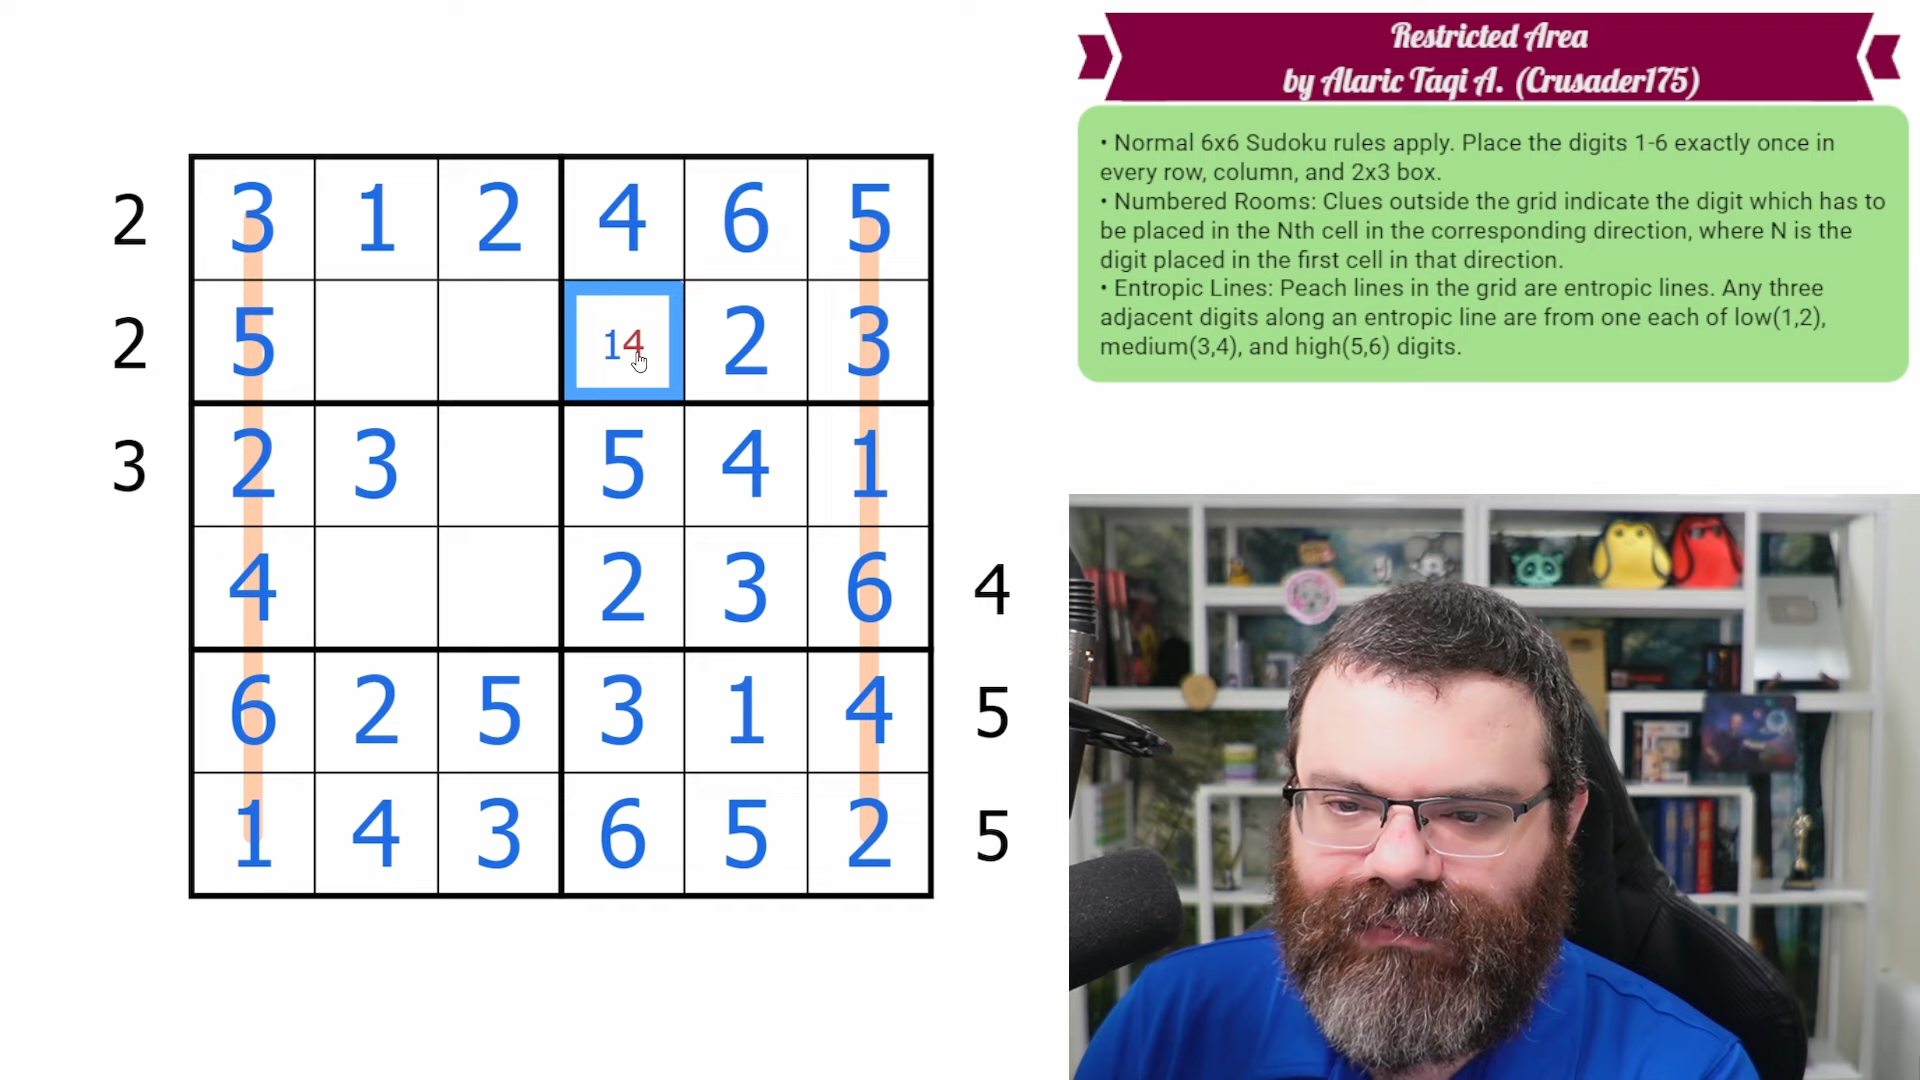 Restricted Area
by Alaric Taqi A. (Crusader175)
• Normal 6x6 Sudoku rules apply. Place the digits 1-6 exactly once in
every row, column, and 2x3 box.
• Numbered Rooms: Clues outside the grid indicate the digit which has to
be placed in the Nth cell in the corresponding direction, where N is the
digit placed in the first cell in that direction.
• Entropic Lines: Peach lines in the grid are entropic lines. Any three
adjacent digits along an entropic line are from one each of low(1,2),
medium(3,4), and high(5,6) digits.
2 3 1 2 4 6 5
2 5 14 2 3
3 2 3 5 4 1
4 2 3 6 4
6 2 5 3 1 4 5
1 4 3 6 5 2 5